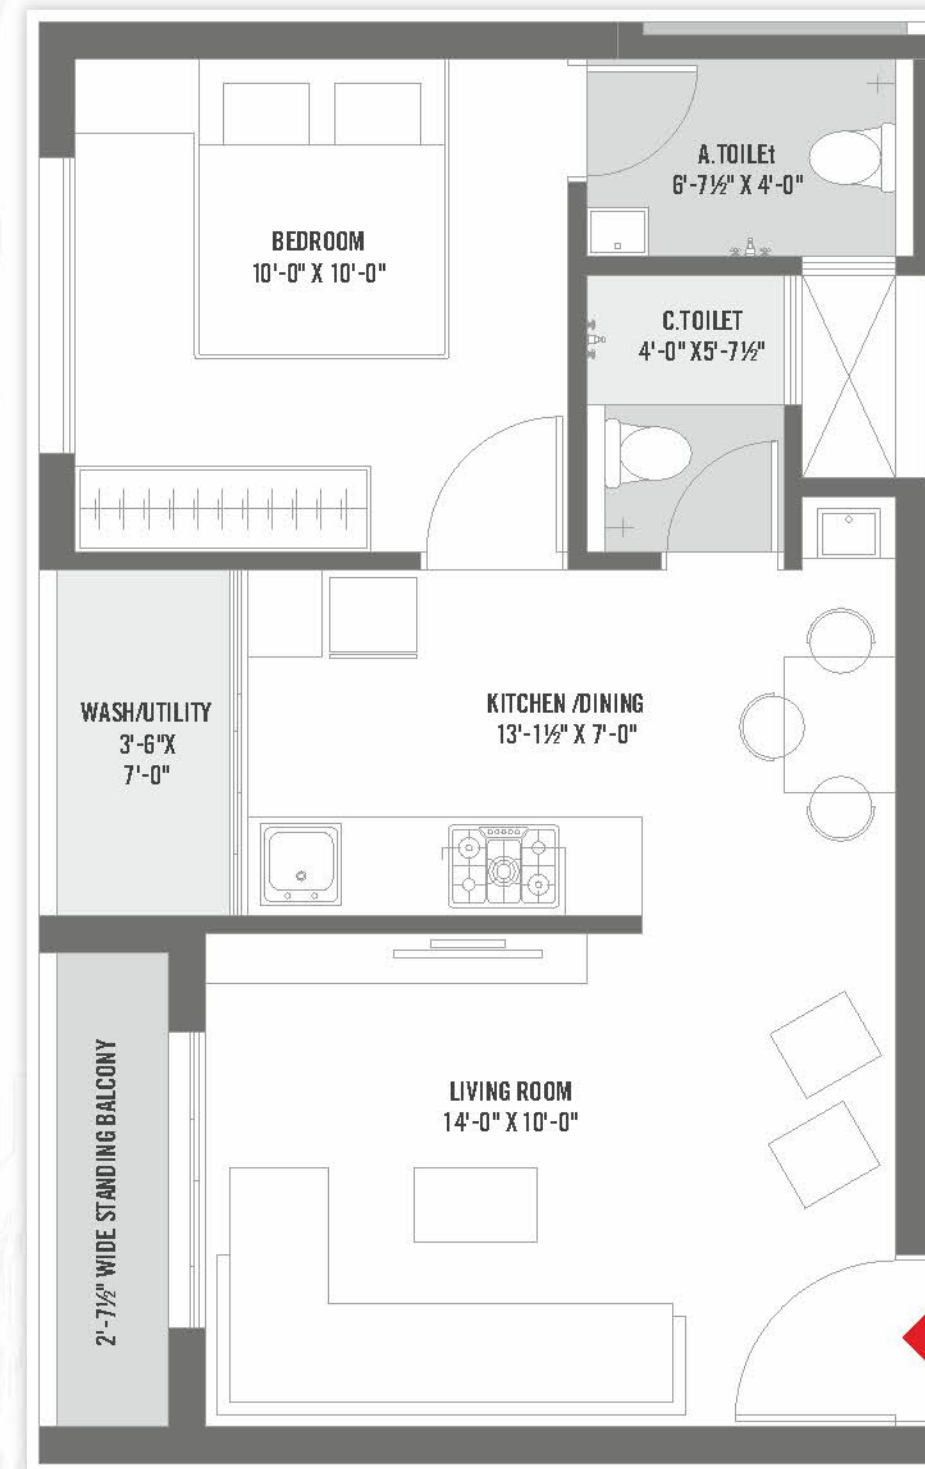 A.TOILEt
6'-7½" X 4'-0"
BEDROOM
10'-0" X 10'-0"
C.TOILET
4'-0" X5'-7½"
KITCHEN /DINING
13'-1½" X 7'-0"
WASH/UTILITY
3'-6"X
7'-0"
LIVING ROOM
14'-0" X 10'-0"
2'-7½" WIDE STANDING BALCONY